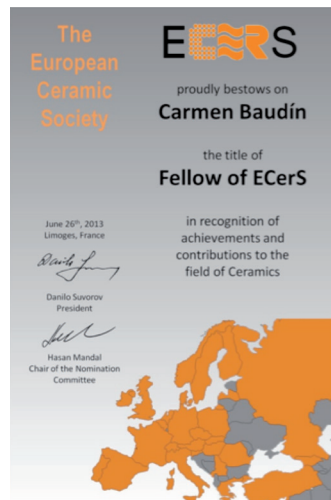 The
European
Ceramic
Society
ECERS
proudly bestows on
Carmen Baudín
the title of
Fellow of ECerS
in recognition of
achievements and
contributions to the
field of Ceramics
June 26th, 2013
Limoges, France
Danilo Suvorov
President
Hasan Mandal
Chair of the Nomination
Committee